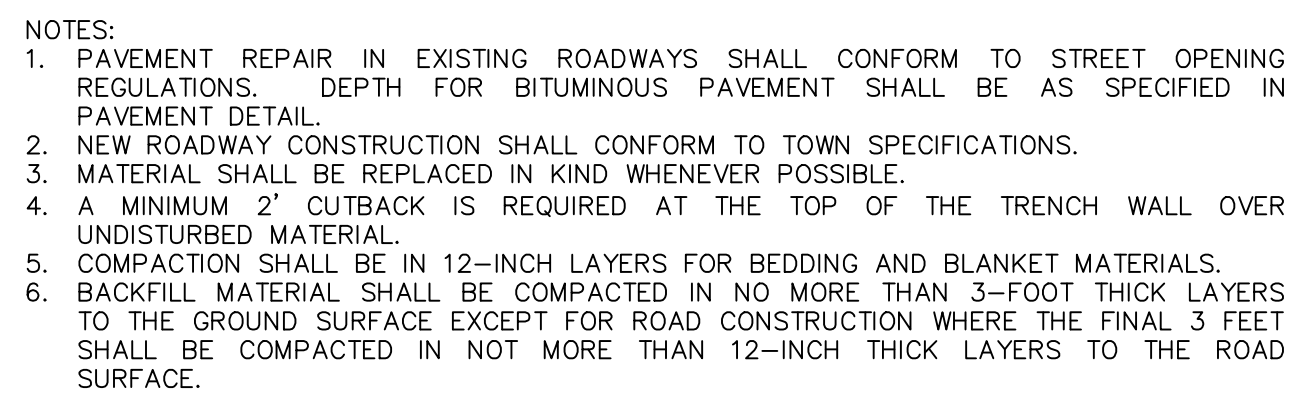 NOTES:
1. PAVEMENT REPAIR IN EXISTING ROADWAYS SHALL CONFORM TO STREET OPENING
REGULATIONS. DEPTH FOR BITUMINOUS PAVEMENT SHALL BE AS SPECIFIED IN
PAVEMENT DETAIL.
2. NEW ROADWAY CONSTRUCTION SHALL CONFORM TO TOWN SPECIFICATIONS.
3. MATERIAL SHALL BE REPLACED IN KIND WHENEVER POSSIBLE.
4. A MINIMUM 2' CUTBACK IS REQUIRED AT THE TOP OF THE TRENCH WALL OVER
UNDISTURBED MATERIAL.
5. COMPACTION SHALL BE IN 12-INCH LAYERS FOR BEDDING AND BLANKET MATERIALS.
6. BACKFILL MATERIAL SHALL BE COMPACTED IN NO MORE THAN 3-FOOT THICK LAYERS
TO THE GROUND SURFACE EXCEPT FOR ROAD CONSTRUCTION WHERE THE FINAL 3 FEET
SHALL BE COMPACTED IN NOT MORE THAN 12-INCH THICK LAYERS TO THE ROAD
SURFACE.